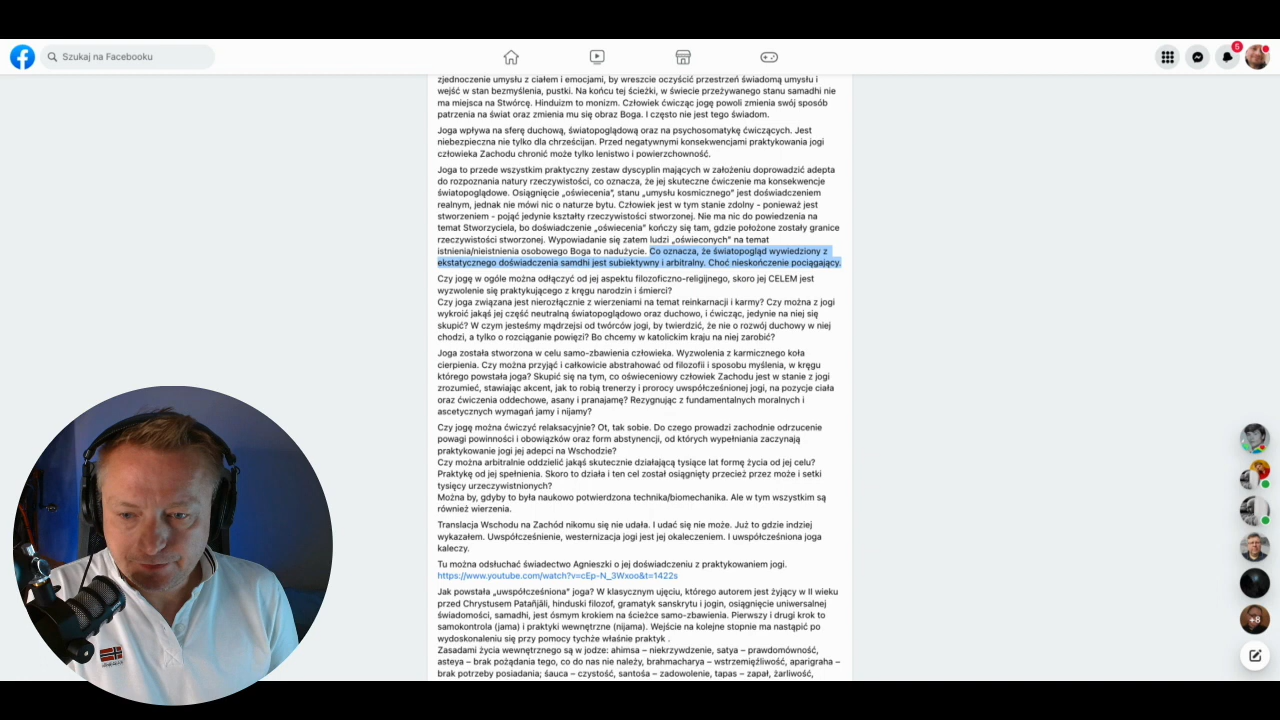 Szukaj na Facebooku
5
zjednoczenie umysłu z ciałem i emocjami, by wreszcie oczyścić przestrzeń świadomą umysłu i
wejść w stan bezmyślenia, pustki. Na końcu tej ścieżki, w świecie przeżywanego stanu samadhi nie
ma miejsca na Stwórcę. Hinduizm to monizm. Człowiek ćwicząc jogę powoli zmienia swój sposób
patrzenia na świat oraz zmienia mu się obraz Boga. I często nie jest tego świadom.
Joga wpływa na sferę duchową, światopoglądową oraz na psychosomatykę ćwiczących. Jest
niebezpieczna nie tylko dla chrześcijan. Przed negatywnymi konsekwencjami praktykowania jogi
człowieka Zachodu chronić może tylko lenistwo i powierzchowność.
Joga to przede wszystkim praktyczny zestaw dyscyplin mających w założeniu doprowadzić adepta
do rozpoznania natury rzeczywistości, co oznacza, że jej skuteczne ćwiczenie ma konsekwencje
światopoglądowe. Osiągnięcie „oświecenia", stanu „umysłu kosmicznego" jest doświadczeniem
realnym, jednak nie mówi nic o naturze bytu. Człowiek jest w tym stanie zdolny - ponieważ jest
stworzeniem - pojąć jedynie kształty rzeczywistości stworzonej. Nie ma nic do powiedzenia na
temat Stworzyciela, bo doświadczenie „oświecenia" kończy się tam, gdzie położone zostały granice
rzeczywistości stworzonej. Wypowiadanie się zatem ludzi „oświeconych" na temat
istnienia/nieistnienia osobowego Boga to nadużycie. Co oznacza, że światopogląd wywiedziony z
ekstatycznego doświadczenia samdhi jest subiektywny i arbitralny. Choć nieskończenie pociągający.
Czy jogę w ogóle można odłączyć od jej aspektu filozoficzno-religijnego, skoro jej CELEM jest
wyzwolenie się praktykującego z kręgu narodzin i śmierci?
Czy joga związana jest nierozłącznie z wierzeniami na temat reinkarnacji i karmy? Czy można z jogi
wykroić jakąś jej część neutralną światopoglądowo oraz duchowo, i ćwicząc, jedynie na niej się
skupić? W czym jesteśmy mądrzejsi od twórców jogi, by twierdzić, że nie o rozwój duchowy w niej
chodzi, a tylko o rozciąganie powięzi? Bo chcemy w katolickim kraju na niej zarobić?
Joga została stworzona w celu samo-zbawienia człowieka. Wyzwolenia z karmicznego koła
cierpienia. Czy można przyjąć i całkowicie abstrahować od filozofii i sposobu myślenia, w kręgu
którego powstała joga? Skupić się na tym, co oświeceniowy człowiek Zachodu jest w stanie z jogi
zrozumieć, stawiając akcent, jak to robią trenerzy i prorocy uwspółcześnionej jogi, na pozycje ciała
oraz ćwiczenia oddechowe, asany i pranajamę? Rezygnując z fundamentalnych moralnych i
ascetycznych wymagań jamy i nijamy?
Czy jogę można ćwiczyć relaksacyjnie? Ot, tak sobie. Do czego prowadzi zachodnie odrzucenie
powagi powinności i obowiązków oraz form abstynencji, od których wypełniania zaczynają
praktykowanie jogi jej adepci na Wschodzie?
Czy można arbitralnie oddzielić jakąś skutecznie działającą tysiące lat formę życia od jej celu?
Praktykę od jej spełnienia. Skoro to działa i ten cel został osiągnięty przecież przez może i setki
tysięcy urzeczywistnionych?
Można by, gdyby to była naukowo potwierdzona technika/biomechanika. Ale w tym wszystkim są
również wierzenia.
Translacja Wschodu na Zachód nikomu się nie udała. I udać się nie może. Już to gdzie indziej
wykazałem. Uwspółcześnienie, westernizacja jogi jest jej okaleczeniem. I uwspółcześniona joga
kaleczy.
Tu można odsłuchać świadectwo Agnieszki o jej doświadczeniu z praktykowaniem jogi.
https://www.youtube.com/watch?v=cEp-N_3Wxoo&t=1422s
Jak powstała „uwspółcześniona" joga? W klasycznym ujęciu, którego autorem jest żyjący w II wieku
przed Chrystusem Patañjāli, hinduski filozof, gramatyk sanskrytu i jogin, osiągnięcie uniwersalnej
świadomości, samadhi, jest ósmym krokiem na ścieżce samo-zbawienia. Pierwszy i drugi krok to
samokontrola (jama) i praktyki wewnętrzne (nijama). Wejście na kolejne stopnie ma nastąpić po
wydoskonaleniu się przy pomocy tychże właśnie praktyk .
Zasadami życia wewnętrznego są w jodze: ahimsa – niekrzywdzenie, satya – prawdomówność,
asteya – brak pożądania tego, co do nas nie należy, brahmacharya – wstrzemięźliwość, aparigraha –
brak potrzeby posiadania; śauca – czystość, santośa – zadowolenie, tapas – zapał, żarliwość,
+8